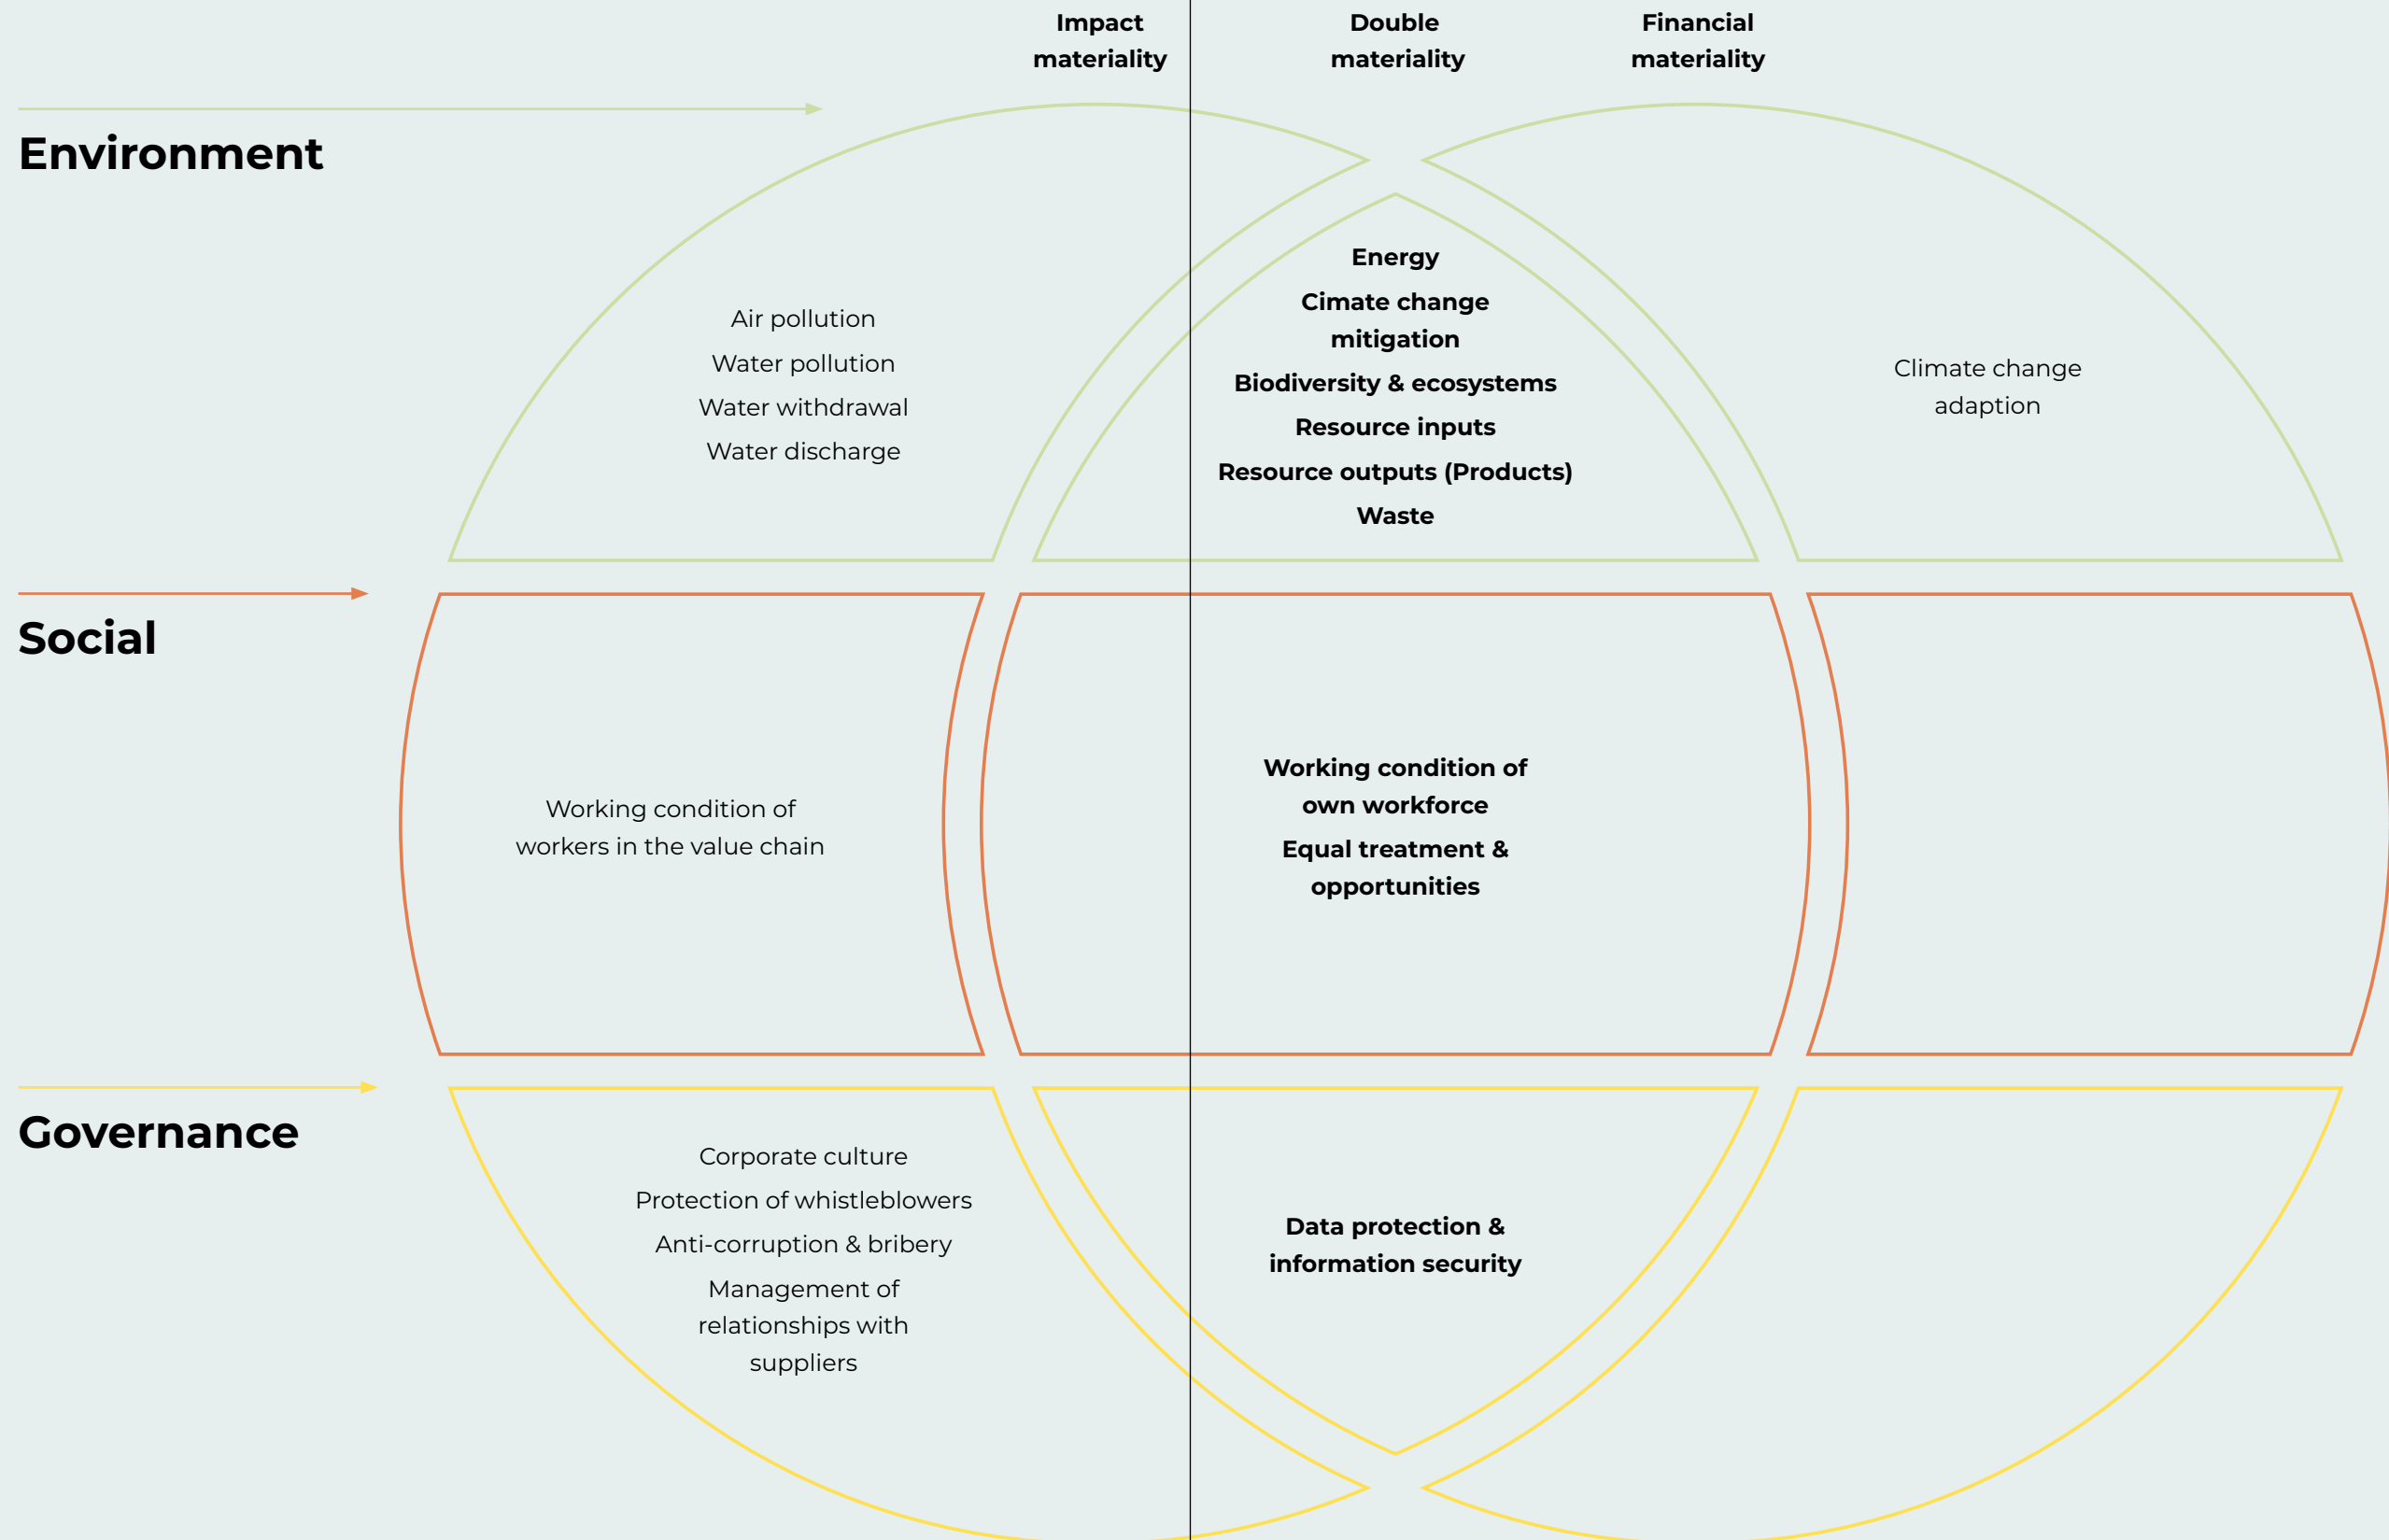 Impact
materiality
Double
materiality
Financial
materiality
Environment
Air pollution
Water pollution
Water withdrawal
Water discharge
Energy
Cimate change
mitigation
Biodiversity & ecosystems
Resource inputs
Resource outputs (Products)
Waste
Climate change
adaption
Social
Working condition of
workers in the value chain
Working condition of
own workforce
Equal treatment &
opportunities
Governance
Corporate culture
Protection of whistleblowers
Anti-corruption & bribery
Management of
relationships with
suppliers
Data protection &
information security